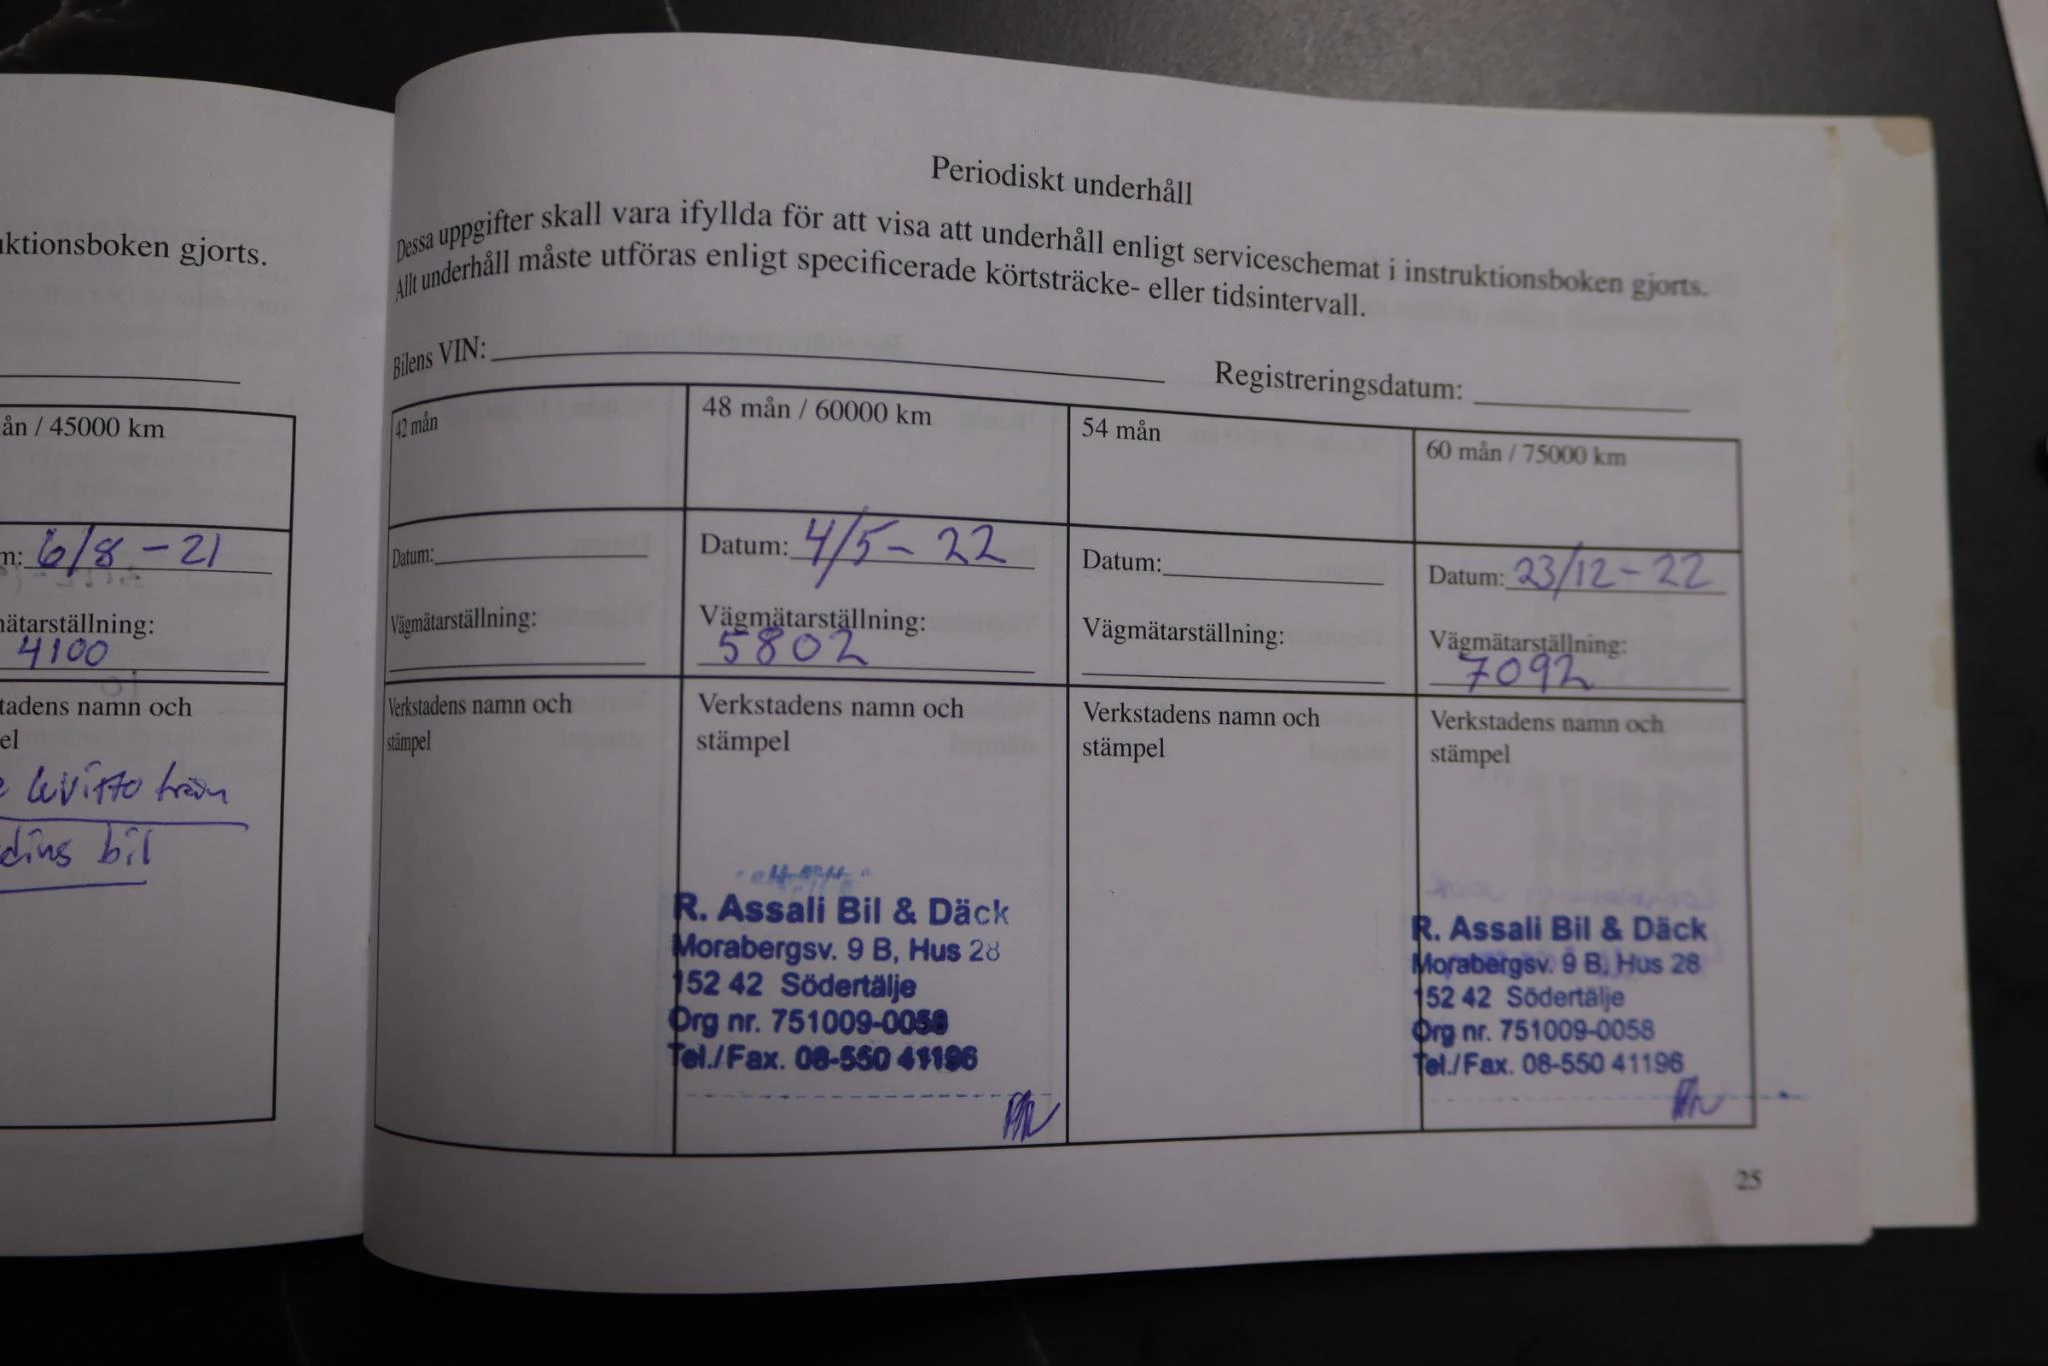 uktionsboken gjorts.
ån / 45000 km
m: 6/8 - 21
mätarställning:
4100
tadens namn och
el
e kvitto från
dins bil
Periodiskt underhåll
Dessa uppgifter skall vara ifyllda för att visa att underhåll enligt serviceschemat i instruktionsboken gjorts.
Allt underhåll måste utföras enligt specificerade körtsträcke- eller tidsintervall.
Bilens VIN:
Registreringsdatum:
42 mån
Datum:
Vägmätarställning:
Verkstadens namn och
stämpel
48 mån / 60000 km
Datum: 4/5 - 22
Vägmätarställning:
5802
Verkstadens namn och
stämpel
R. Assali Bil & Däck
Morabergsv. 9 B, Hus 28
152 42 Södertälje
Org nr. 751009-0058
Tel./Fax. 08-550 41196
54 mån
Datum:
Vägmätarställning:
Verkstadens namn och
stämpel
60 mån / 75000 km
Datum: 23/12 - 22
Vägmätarställning:
7092
Verkstadens namn och
stämpel
R. Assali Bil & Däck
Morabergsv. 9 B, Hus 28
152 42 Södertälje
Org nr. 751009-0058
Tel./Fax. 08-550 41196
25